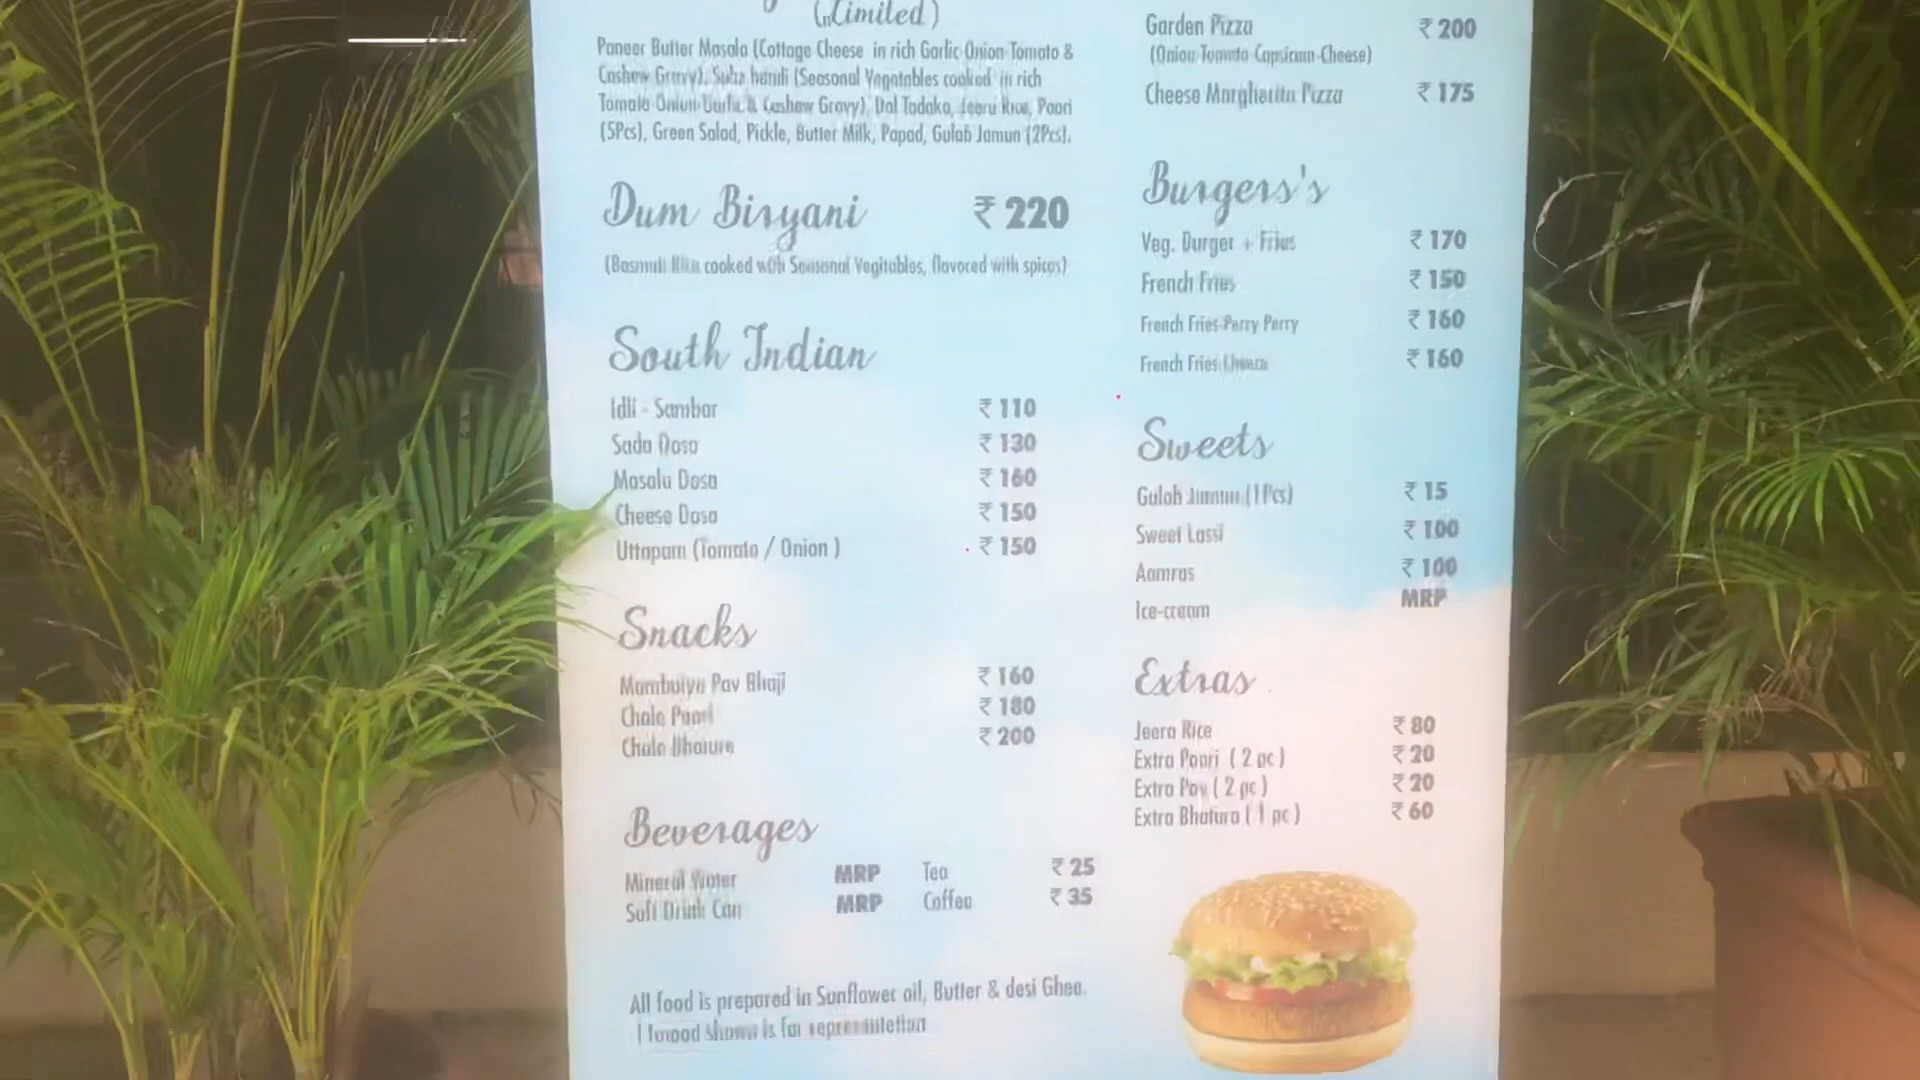 (Limited)
Paneer Butter Masala (Cottage Cheese in rich Garlic Onion Tomato &
Cashew Gravy), Subz handi (Seasonal Vegetables cooked in rich
Tomato Onion Garlic & Cashew Gravy), Dal Tadaka, Jeera Rice, Poori
(5Pcs), Green Salad, Pickle, Butter Milk, Papad, Gulab Jamun (2Pcs).
Dum Biryani ₹ 220
(Basmati Rice cooked with Seasonal Vegitables, flavored with spices)
South Indian
Idli - Sambar ₹ 110
Sada Dosa ₹ 130
Masala Dosa ₹ 160
Cheese Dosa ₹ 150
Uttapam (Tomato / Onion ) ₹ 150
Snacks
Mumbaiya Pav Bhaji ₹ 160
Chole Poori ₹ 180
Chole Bhature ₹ 200
Beverages
Mineral Water MRP Tea ₹ 25
Soft Drink Can MRP Coffee ₹ 35
All food is prepared in Sunflower oil, Butter & desi Ghee.
shown is for representation
Garden Pizza ₹ 200
(Onion-Tomato-Capsicum-Cheese)
Cheese Margherita Pizza ₹ 175
Burgers's
Veg. Burger + Fries ₹ 170
French Fries ₹ 150
French Fries-Perry Perry ₹ 160
French Fries ₹ 160
Sweets
Gulab Jamun (1Pcs) ₹ 15
Sweet Lassi ₹ 100
Aamras ₹ 100
Ice-cream MRP
Extras
Jeera Rice ₹ 80
Extra Poori ( 2 pc ) ₹ 20
Extra Pav ( 2 pc ) ₹ 20
Extra Bhatura ( 1 pc ) ₹ 60